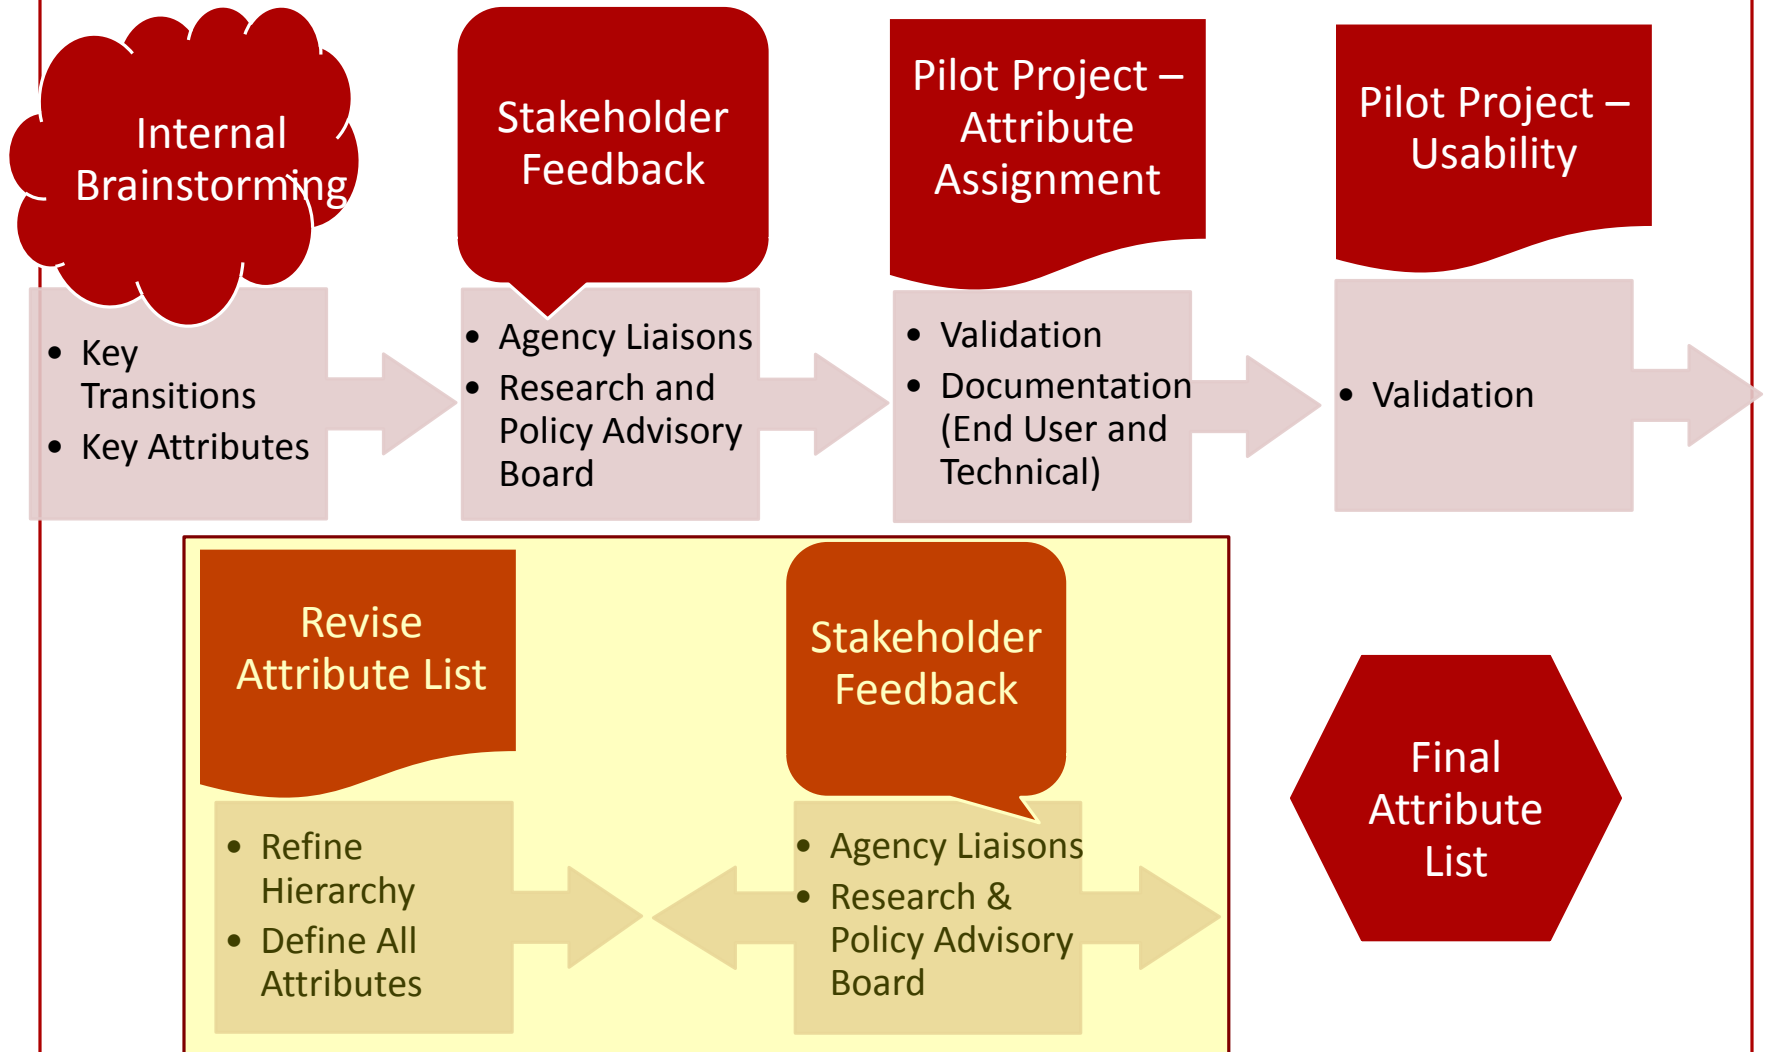 Internal
Brainstorming
• Key
Transitions
• Key Attributes
Stakeholder
Feedback
• Agency Liaisons
• Research and
Policy Advisory
Board
Pilot Project –
Attribute
Assignment
• Validation
• Documentation
(End User and
Technical)
Pilot Project –
Usability
• Validation
Revise
Attribute List
• Refine
Hierarchy
• Define All
Attributes
Stakeholder
Feedback
• Agency Liaisons
• Research &
Policy Advisory
Board
Final
Attribute
List